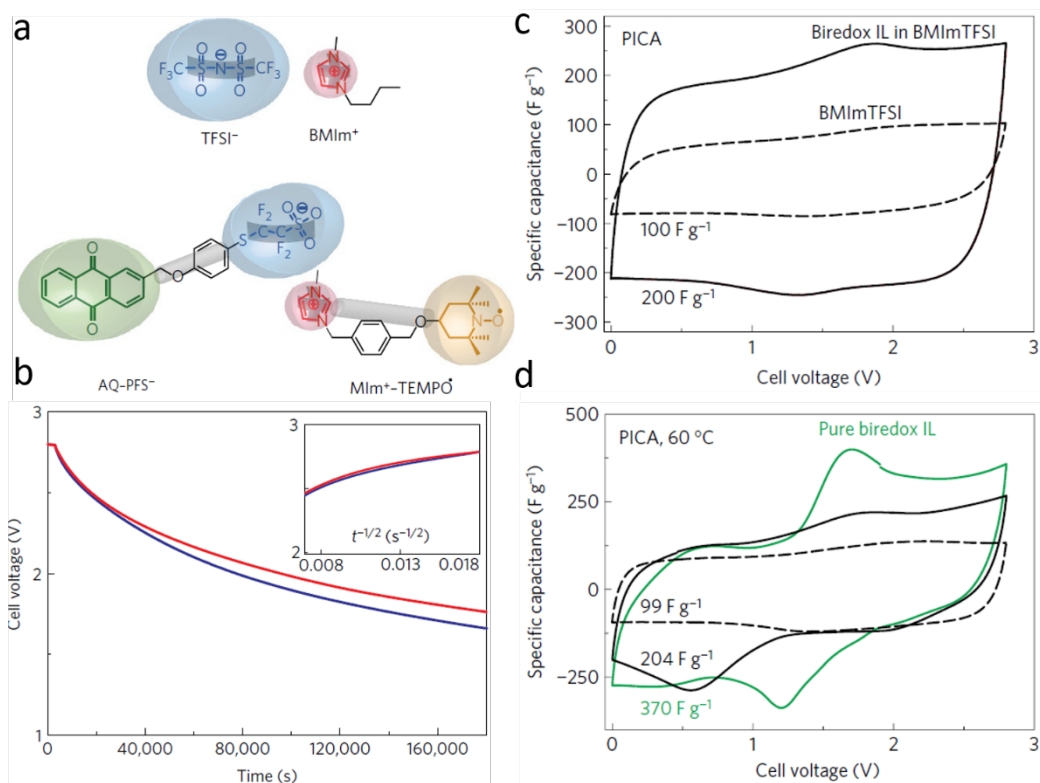 a
F₃C
O
O
S
N
⊖
S
O
O
CF₃
TFSI⁻
N
⊕
N
BMIm⁺
O
O
O
S
F₂
C
C
F₂
S
⊖
O
O
O
AQ-PFS⁻
N
⊕
N
O
N
O•
MIm⁺-TEMPO•
b
Cell voltage (V)
3
2
1
0
40,000
80,000
120,000
160,000
Time (s)
3
2
t⁻¹/² (s⁻¹/²)
0.008
0.013
0.018
c
PICA
Biredox IL in BMImTFSI
BMImTFSI
100 F g⁻¹
200 F g⁻¹
Specific capacitance (F g⁻¹)
300
200
100
0
−100
−200
−300
0
1
2
3
Cell voltage (V)
d
PICA, 60 °C
Pure biredox IL
99 F g⁻¹
204 F g⁻¹
370 F g⁻¹
Specific capacitance (F g⁻¹)
500
250
0
−250
0
1
2
3
Cell voltage (V)